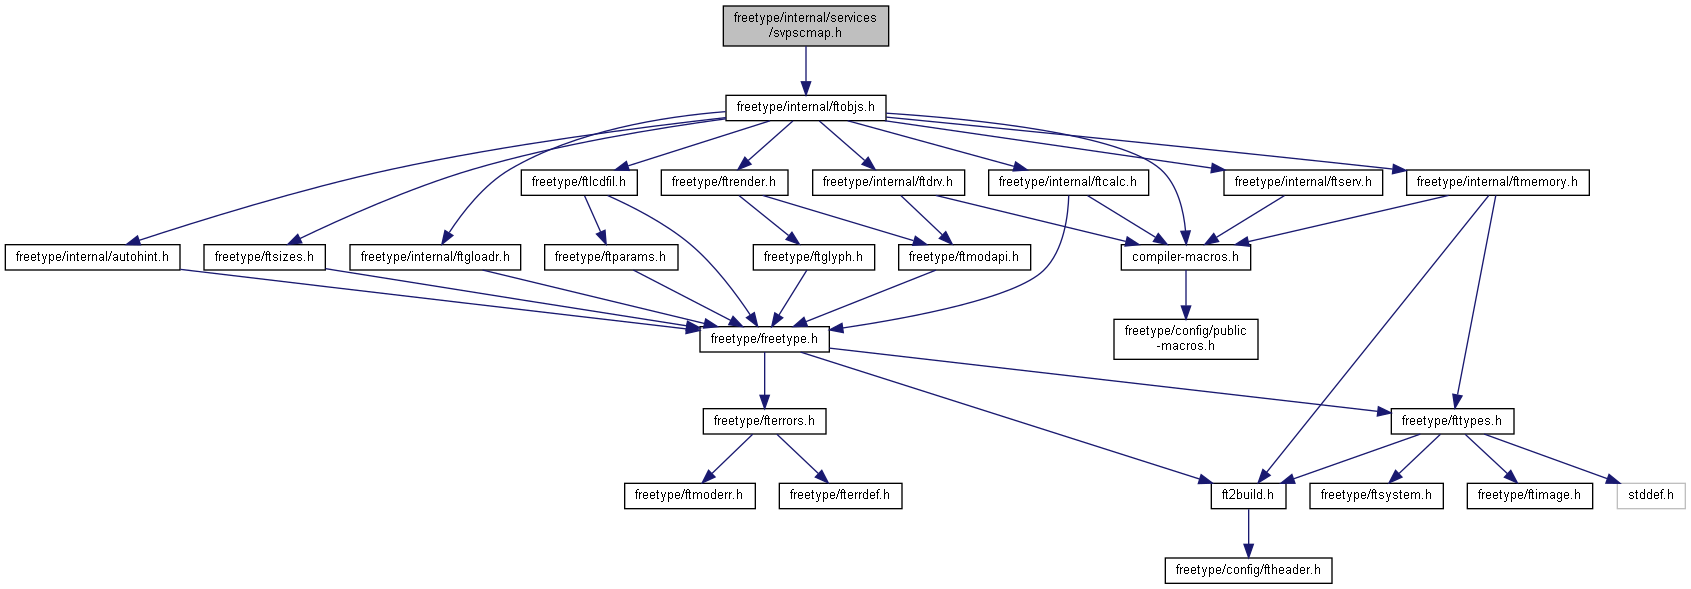 freetype/internal/services
/svpscmap.h
freetype/internal/ftobjs.h
freetype/ftlcdfil.h
freetype/ftrender.h
freetype/internal/ftdrv.h
freetype/internal/ftcalc.h
freetype/internal/ftserv.h
freetype/internal/ftmemory.h
freetype/internal/autohint.h
freetype/ftsizes.h
freetype/internal/ftgloadr.h
freetype/ftparams.h
freetype/ftglyph.h
freetype/ftmodapi.h
compiler-macros.h
freetype/config/public
-macros.h
freetype/freetype.h
freetype/fterrors.h
freetype/fttypes.h
freetype/ftmoderr.h
freetype/fterrdef.h
ft2build.h
freetype/ftsystem.h
freetype/ftimage.h
stddef.h
freetype/config/ftheader.h